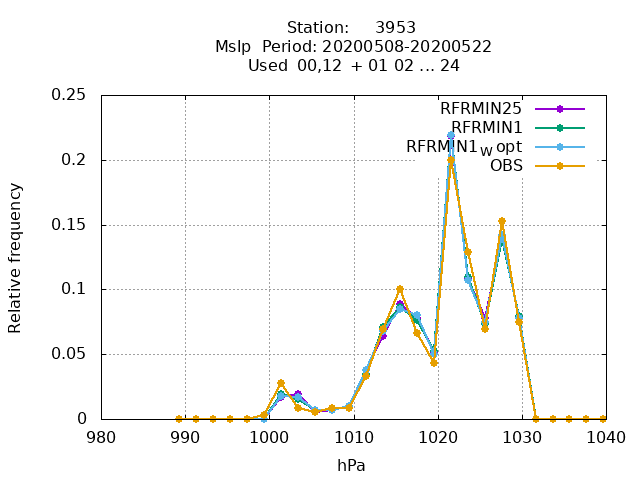 Station: 3953
Mslp Period: 20200508-20200522
Used 00,12 + 01 02 ... 24
0.25
RFRMIN25
RFRMIN1
RFRMIN1w opt
0.2
OBS
0.15
Relative frequency
0.1
0.05
0
980 990 1000 1010 1020 1030 1040
hPa